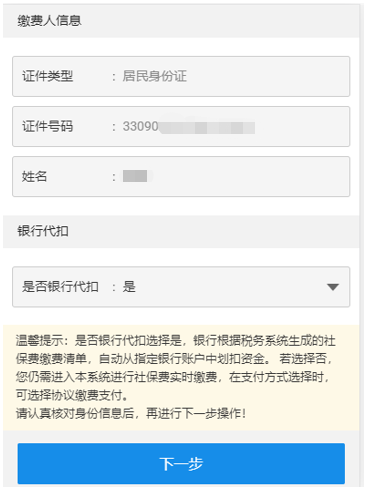 缴费人信息
证件类型 : 居民身份证
证件号码 : 33090
姓名 :
银行代扣
是否银行代扣 : 是
温馨提示：是否银行代扣选择是，银行根据税务系统生成的社
保费缴费清单，自动从指定银行账户中划扣资金。 若选择否，
您仍需进入本系统进行社保费实时缴费，在支付方式选择时，
可选择协议缴费支付。
请认真核对身份信息后，再进行下一步操作！
下一步